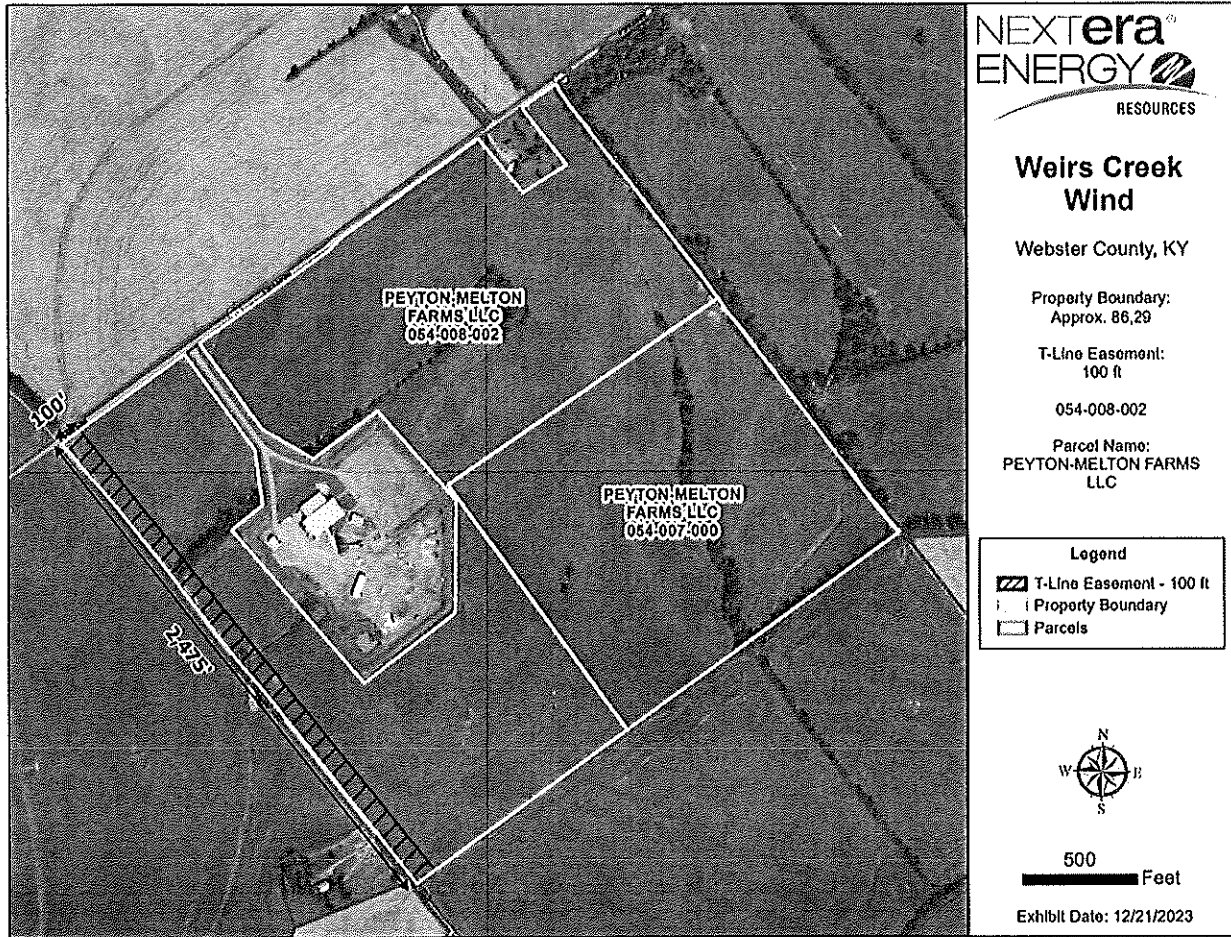 PEYTON-MELTON
FARMS LLC
054-008-002
100'
PEYTON-MELTON
FARMS LLC
054-007-000
2,475'
NEXTera®
ENERGY
RESOURCES
Weirs Creek
Wind
Webster County, KY
Property Boundary:
Approx. 86,29
T-Line Easement:
100 ft
054-008-002
Parcel Name:
PEYTON-MELTON FARMS
LLC
Legend
T-Line Easement - 100 ft
Property Boundary
Parcels
N
W E
S
500
Feet
Exhibit Date: 12/21/2023